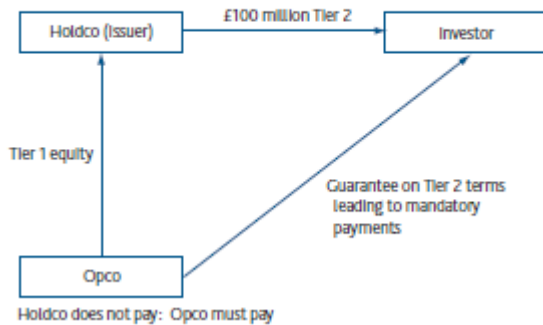 £100 million Tier 2
Holdco (Issuer)
Investor
Tier 1 equity
Guarantee on Tier 2 terms
leading to mandatory
payments
Opco
Holdco does not pay: Opco must pay